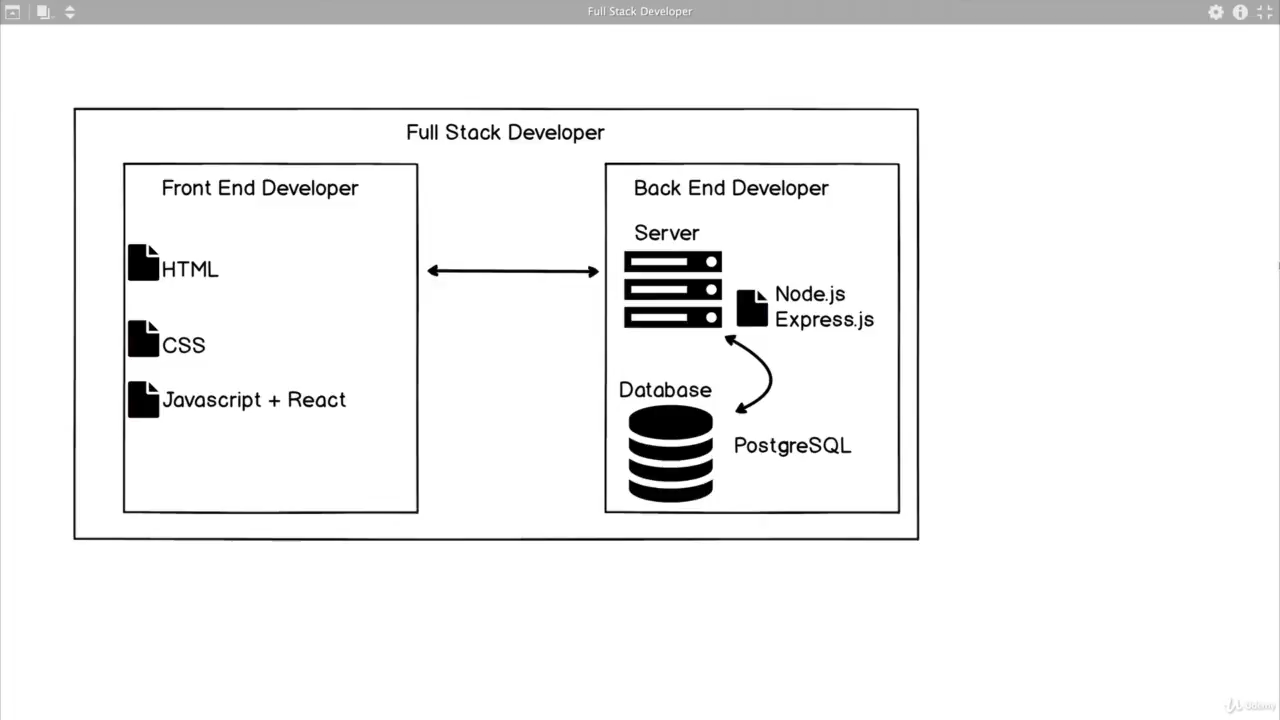 Full Stack Developer
Full Stack Developer
Front End Developer
HTML
CSS
Javascript + React
Back End Developer
Server
Node.js
Express.js
Database
PostgreSQL
Udemy